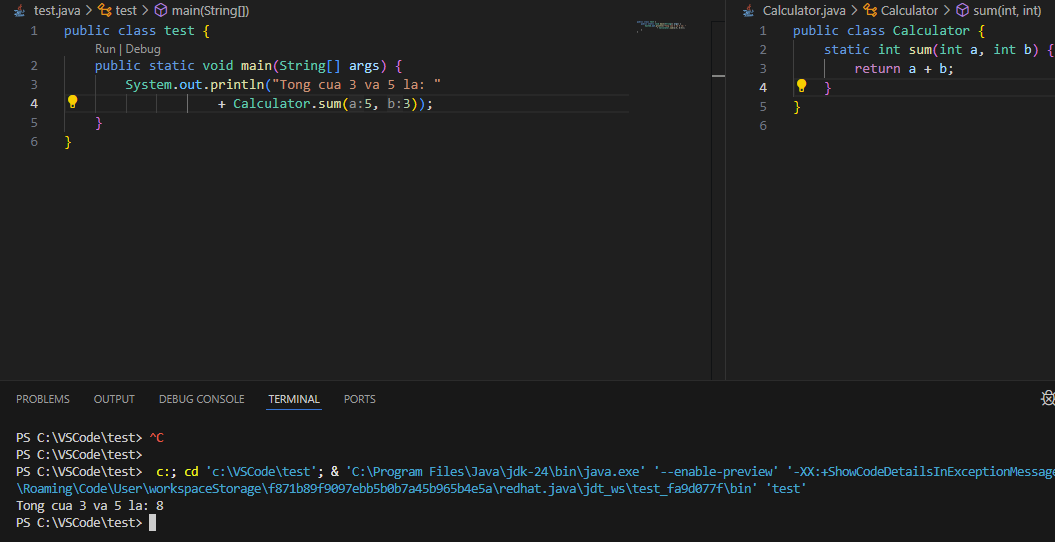 test.java > test > main(String[])
1 public class test {
Run | Debug
2 public static void main(String[] args) {
3 System.out.println("Tong cua 3 va 5 la: "
4 + Calculator.sum(a:5, b:3));
5 }
6 }
Calculator.java > Calculator > sum(int, int)
1 public class Calculator {
2 static int sum(int a, int b) {
3 return a + b;
4 }
5 }
6
PROBLEMS OUTPUT DEBUG CONSOLE TERMINAL PORTS
PS C:\VSCode\test> ^C
PS C:\VSCode\test>
PS C:\VSCode\test>  c:; cd 'c:\VSCode\test'; & 'C:\Program Files\Java\jdk-24\bin\java.exe' '--enable-preview' '-XX:+ShowCodeDetailsInExceptionMessage
\Roaming\Code\User\workspaceStorage\f871b89f9097ebb5b0b7a45b965b4e5a\redhat.java\jdt_ws\test_fa9d077f\bin' 'test'
Tong cua 3 va 5 la: 8
PS C:\VSCode\test>